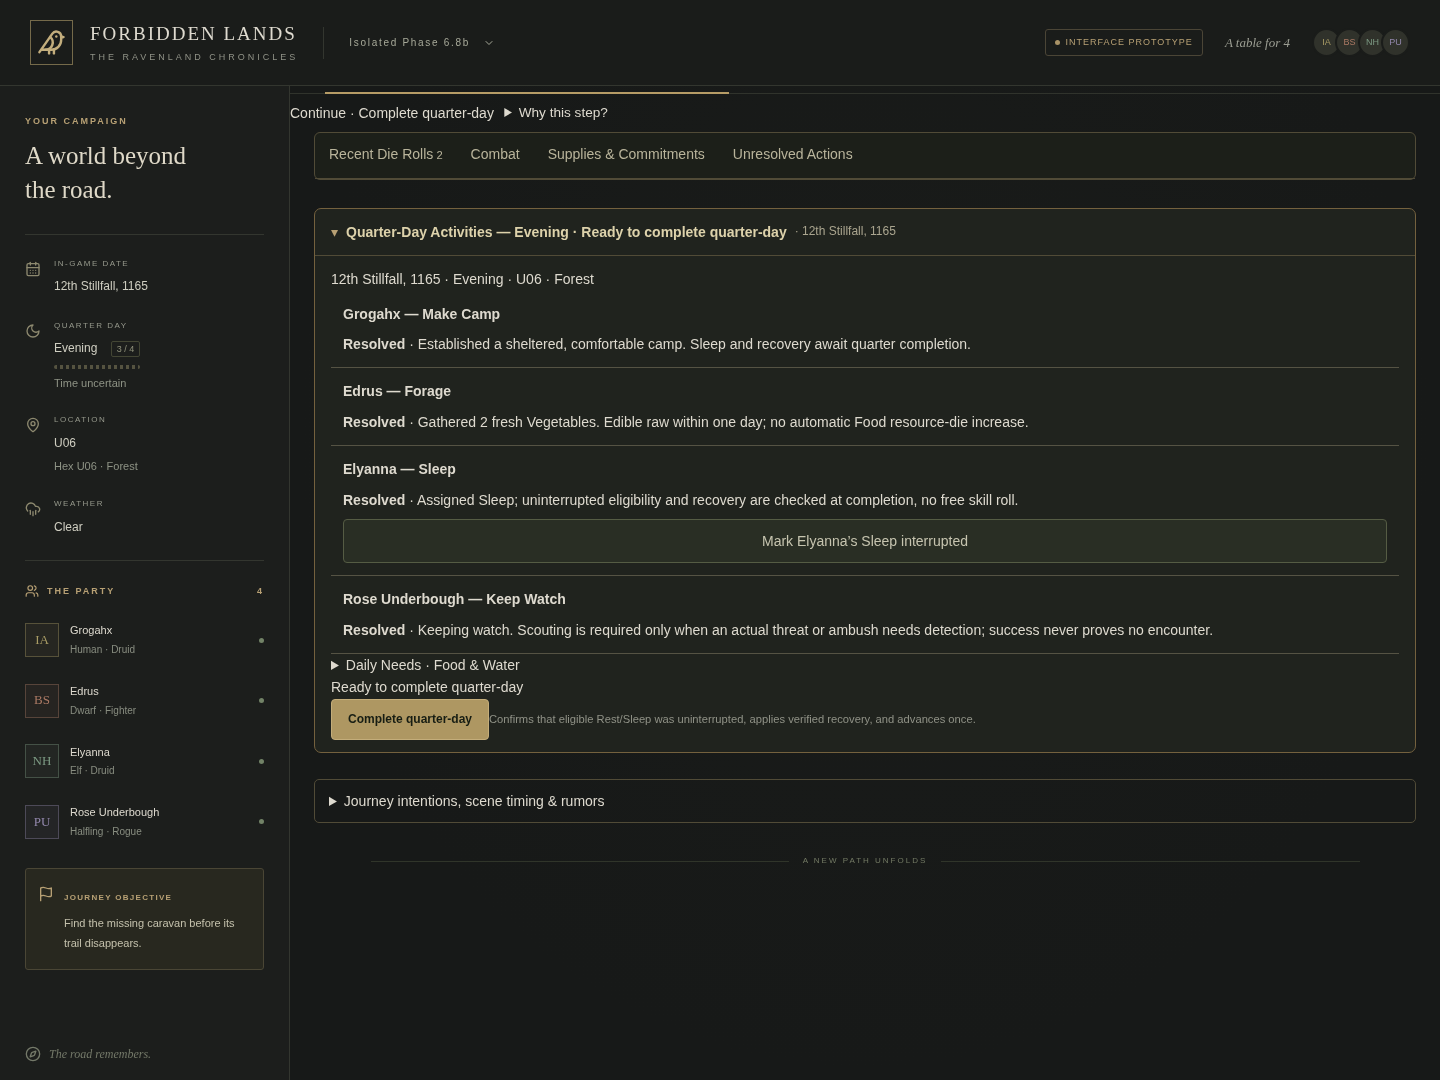 FORBIDDEN LANDS
THE RAVENLAND CHRONICLES
Isolated Phase 6.8b
INTERFACE PROTOTYPE
A table for 4
IA
BS
NH
PU
YOUR CAMPAIGN
A world beyond
the road.
IN-GAME DATE
12th Stillfall, 1165
QUARTER DAY
Evening 3 / 4
Time uncertain
LOCATION
U06
Hex U06 · Forest
WEATHER
Clear
THE PARTY 4
IA
Grogahx
Human · Druid
BS
Edrus
Dwarf · Fighter
NH
Elyanna
Elf · Druid
PU
Rose Underbough
Halfling · Rogue
JOURNEY OBJECTIVE
Find the missing caravan before its
trail disappears.
The road remembers.
Continue · Complete quarter-day ▶ Why this step?
Recent Die Rolls 2 Combat Supplies & Commitments Unresolved Actions
▼ Quarter-Day Activities — Evening · Ready to complete quarter-day · 12th Stillfall, 1165
12th Stillfall, 1165 · Evening · U06 · Forest
Grogahx — Make Camp
Resolved · Established a sheltered, comfortable camp. Sleep and recovery await quarter completion.
Edrus — Forage
Resolved · Gathered 2 fresh Vegetables. Edible raw within one day; no automatic Food resource-die increase.
Elyanna — Sleep
Resolved · Assigned Sleep; uninterrupted eligibility and recovery are checked at completion, no free skill roll.
Mark Elyanna's Sleep interrupted
Rose Underbough — Keep Watch
Resolved · Keeping watch. Scouting is required only when an actual threat or ambush needs detection; success never proves no encounter.
▶ Daily Needs · Food & Water
Ready to complete quarter-day
Complete quarter-day Confirms that eligible Rest/Sleep was uninterrupted, applies verified recovery, and advances once.
▶ Journey intentions, scene timing & rumors
A NEW PATH UNFOLDS